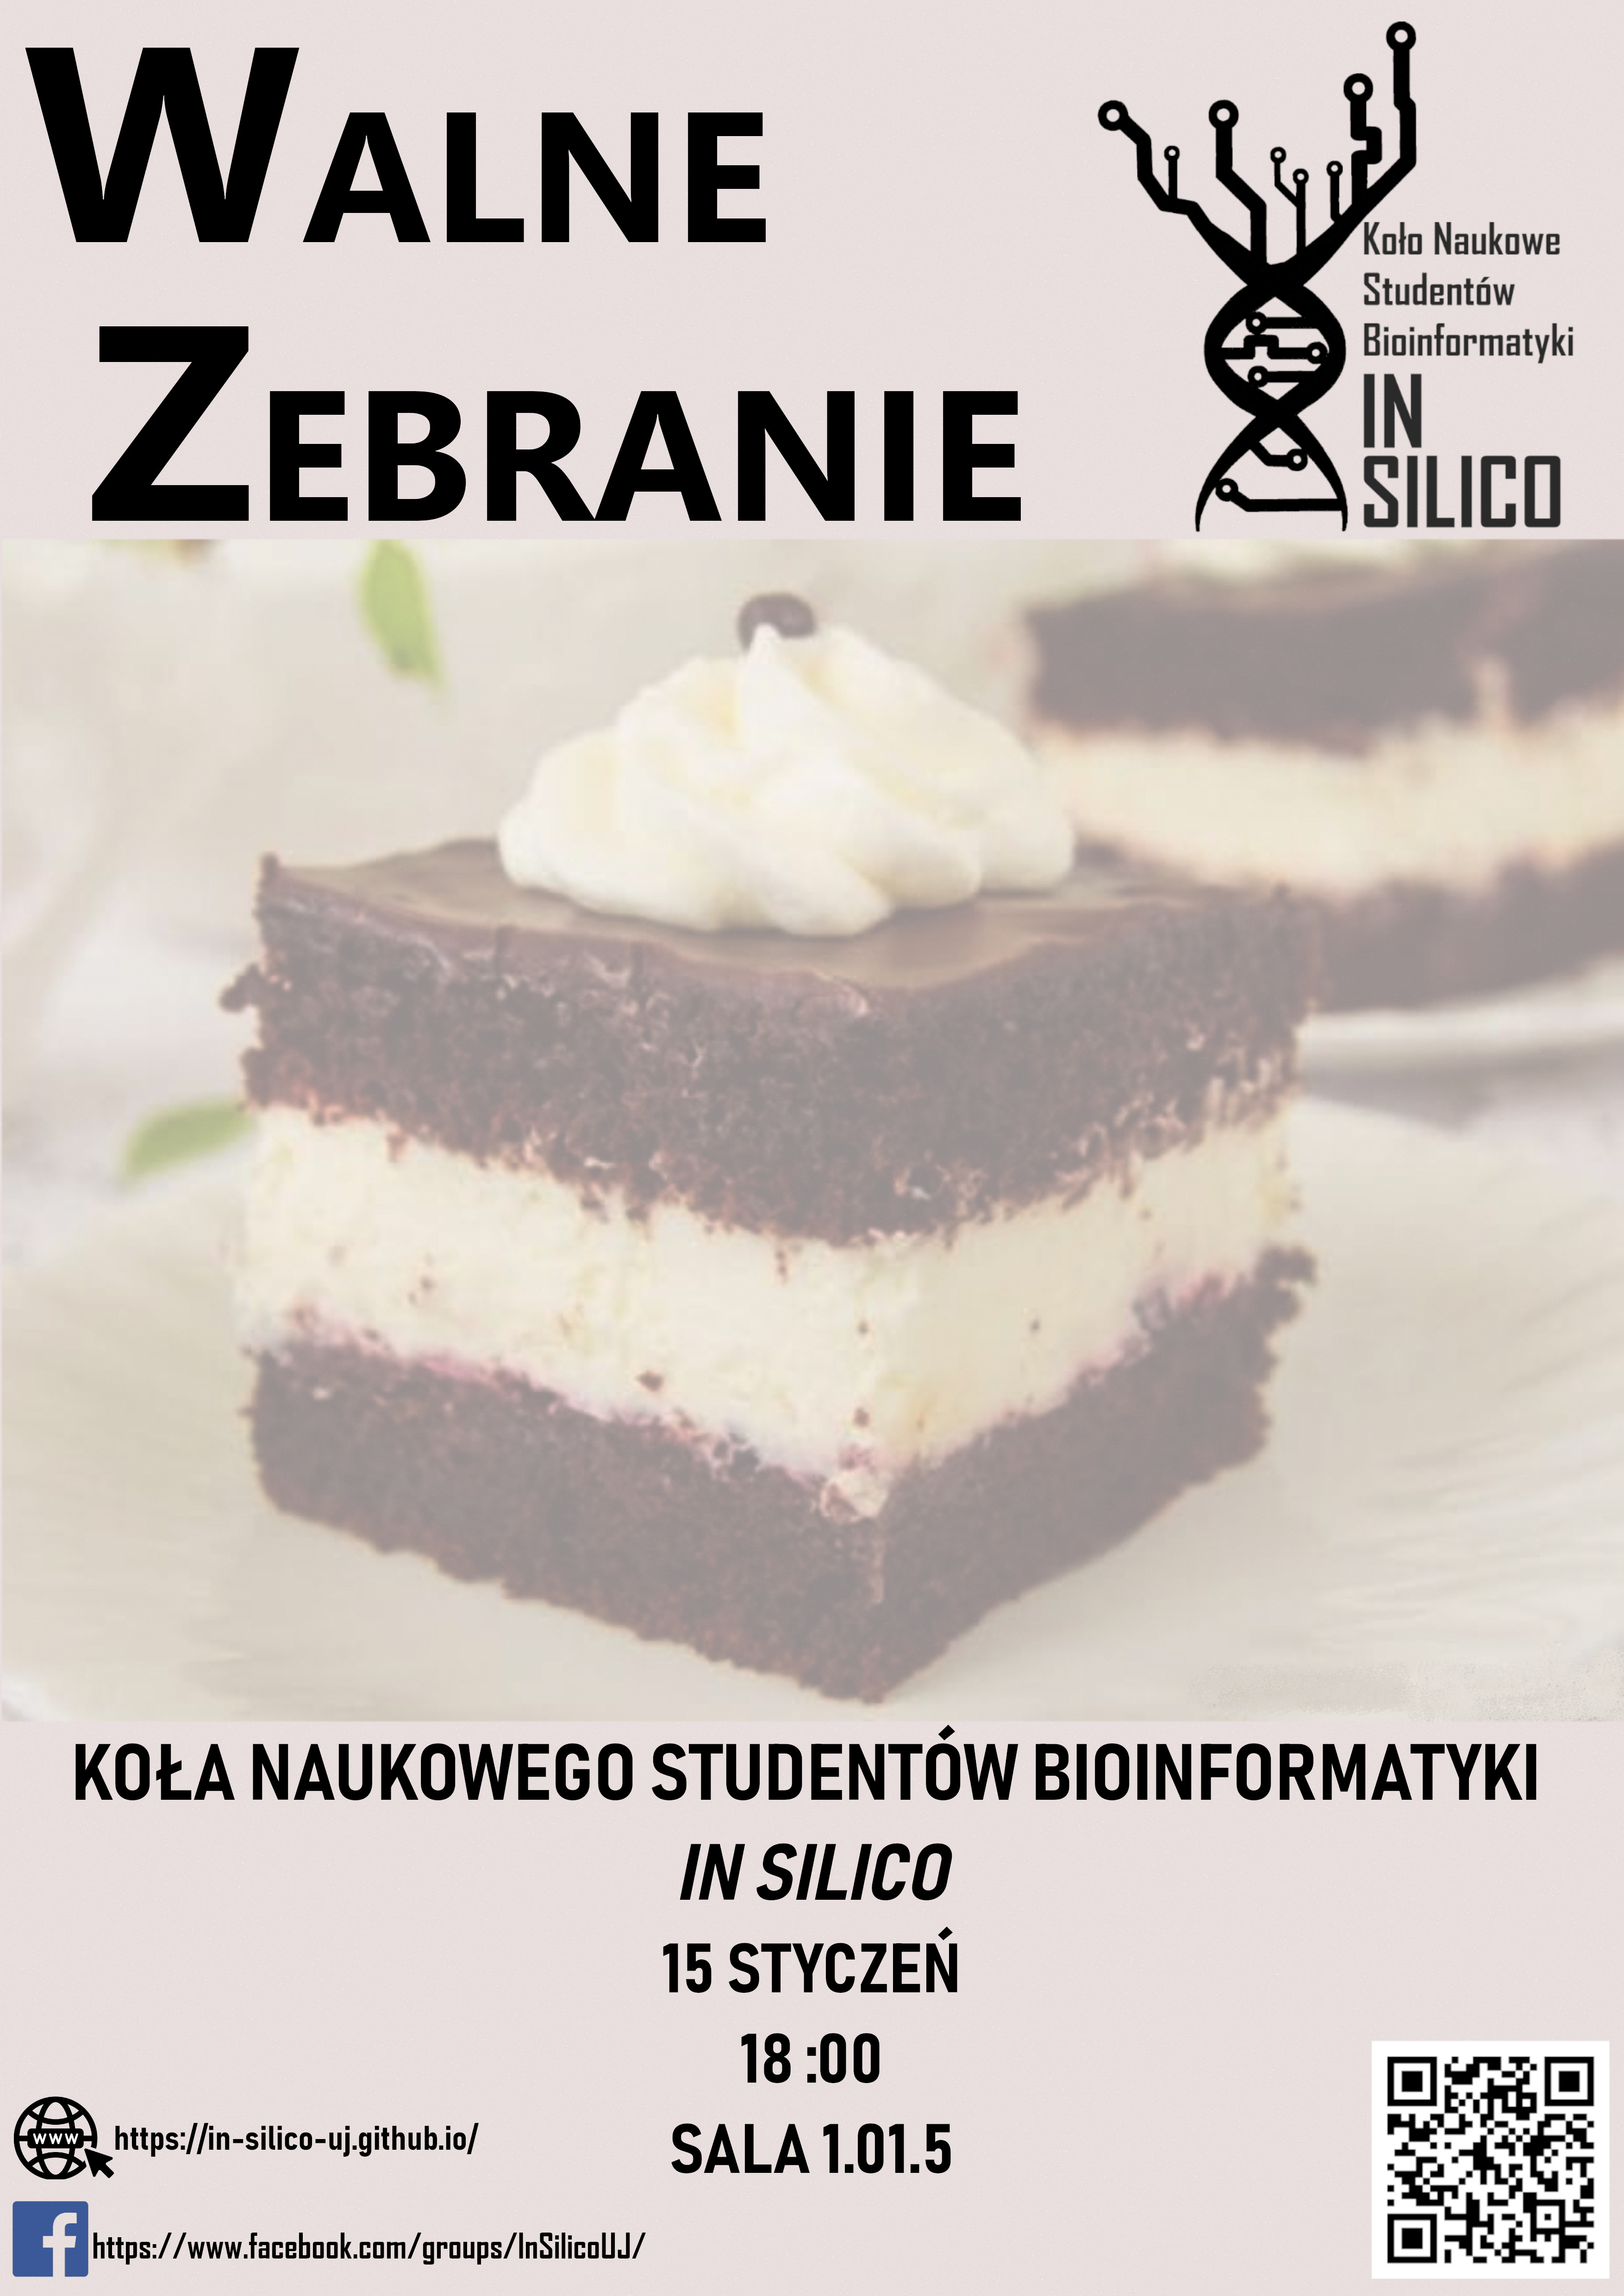 WALNE
ZEBRANIE
Koło Naukowe
Studentów
Bioinformatyki
IN
SILICO
KOŁA NAUKOWEGO STUDENTÓW BIOINFORMATYKI
IN SILICO
15 STYCZEŃ
18 :00
SALA 1.01.5
WWW
https://in-silico-uj.github.io/
f
https://www.facebook.com/groups/InSilicoUJ/